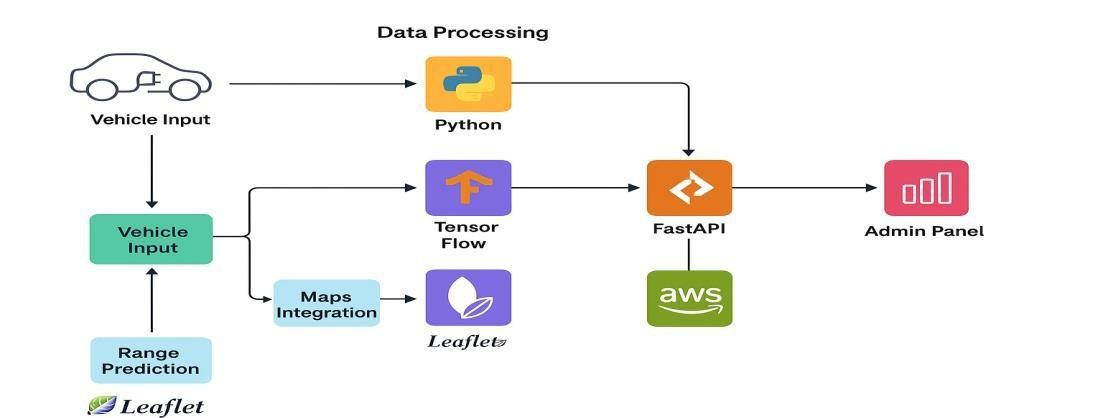 Data Processing
Vehicle Input
Python
Vehicle
Input
Tensor
Flow
FastAPI
Admin Panel
Maps
Integration
aws
Leaflet
Range
Prediction
Leaflet